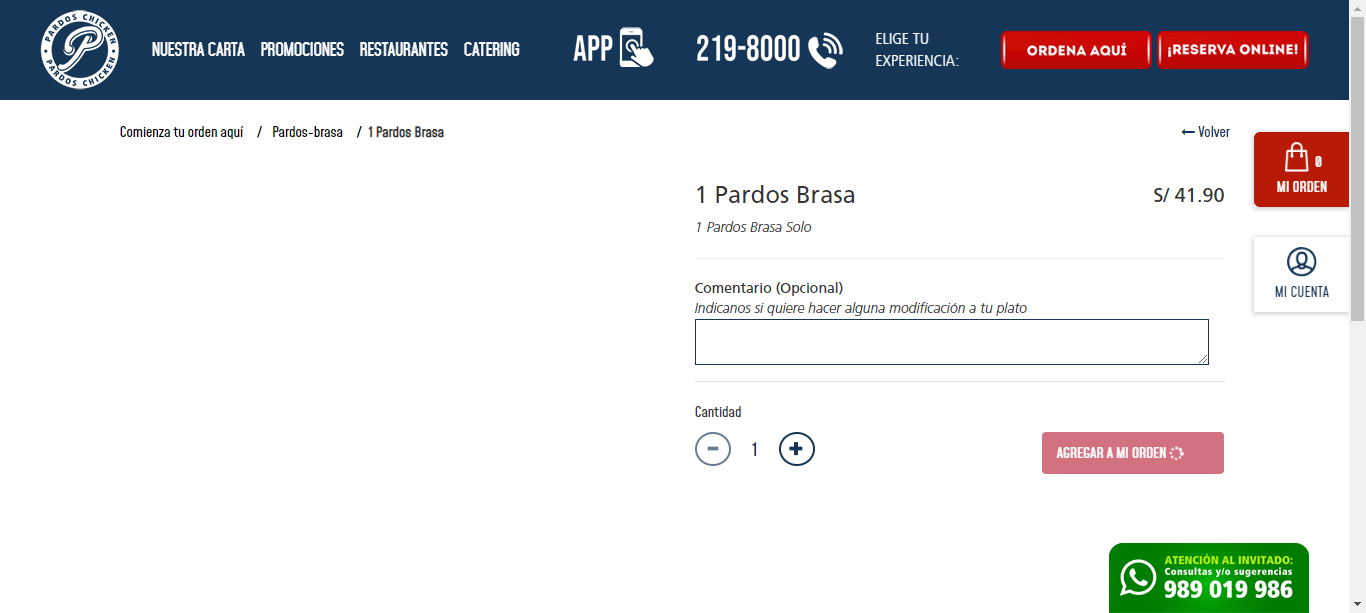 PARDOS CHICKEN
PARDOS CHICKEN
NUESTRA CARTA PROMOCIONES RESTAURANTES CATERING
APP
219-8000
ELIGE TU
EXPERIENCIA:
ORDENA AQUÍ
¡RESERVA ONLINE!
Comienza tu orden aquí / Pardos-brasa / 1 Pardos Brasa
Volver
0
MI ORDEN
1 Pardos Brasa
S/ 41.90
1 Pardos Brasa Solo
MI CUENTA
Comentario (Opcional)
Indicanos si quiere hacer alguna modificación a tu plato
Cantidad
1
AGREGAR A MI ORDEN
ATENCIÓN AL INVITADO:
Consultas y/o sugerencias
989 019 986